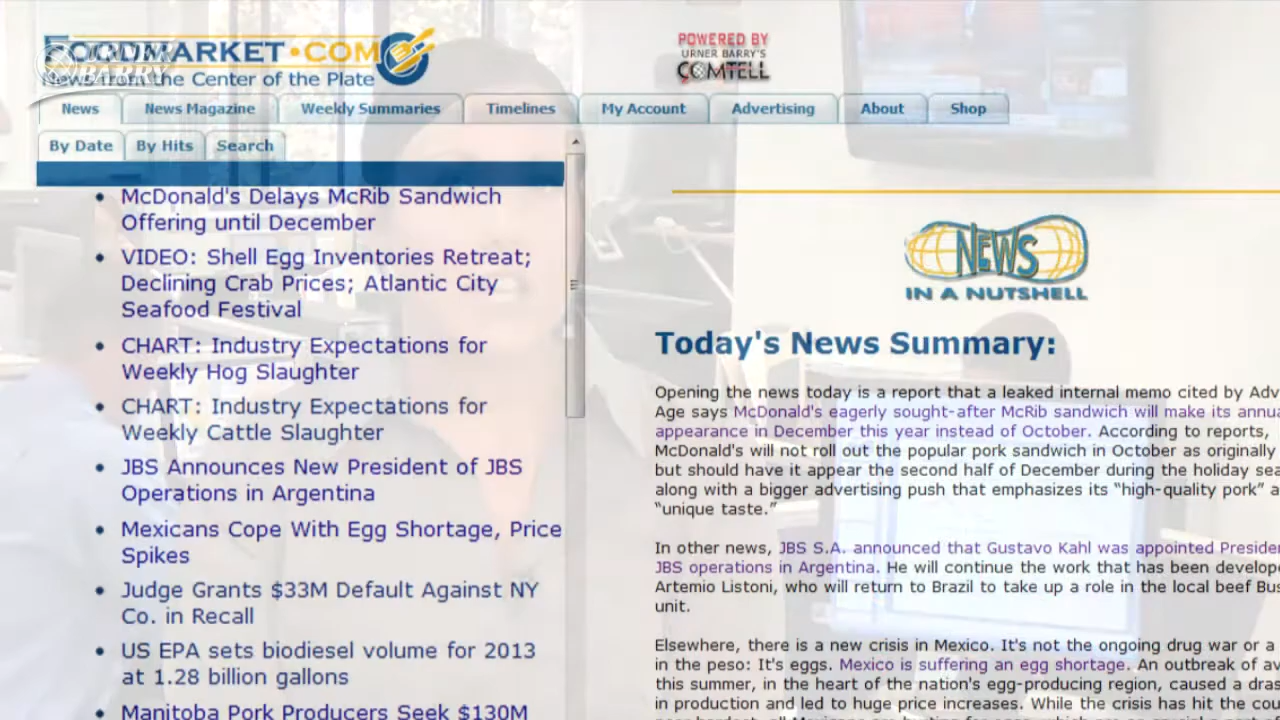 FOODMARKET•COM
URNER BARRY
News from the Center of the Plate
POWERED BY
URNER BARRY'S
COMTELL
News
News Magazine
Weekly Summaries
Timelines
My Account
Advertising
About
Shop
By Date
By Hits
Search
• McDonald's Delays McRib Sandwich
Offering until December
• VIDEO: Shell Egg Inventories Retreat;
Declining Crab Prices; Atlantic City
Seafood Festival
• CHART: Industry Expectations for
Weekly Hog Slaughter
• CHART: Industry Expectations for
Weekly Cattle Slaughter
• JBS Announces New President of JBS
Operations in Argentina
• Mexicans Cope With Egg Shortage, Price
Spikes
• Judge Grants $33M Default Against NY
Co. in Recall
• US EPA sets biodiesel volume for 2013
at 1.28 billion gallons
• Manitoba Pork Producers Seek $130M
NEWS
IN A NUTSHELL
Today's News Summary:
Opening the news today is a report that a leaked internal memo cited by Adv
Age says McDonald's eagerly sought-after McRib sandwich will make its annua
appearance in December this year instead of October. According to reports,
McDonald's will not roll out the popular pork sandwich in October as originally
but should have it appear the second half of December during the holiday sea
along with a bigger advertising push that emphasizes its “high-quality pork” a
“unique taste.”
In other news, JBS S.A. announced that Gustavo Kahl was appointed Presiden
JBS operations in Argentina. He will continue the work that has been develope
Artemio Listoni, who will return to Brazil to take up a role in the local beef Bus
unit.
Elsewhere, there is a new crisis in Mexico. It's not the ongoing drug war or a
in the peso: It's eggs. Mexico is suffering an egg shortage. An outbreak of av
this summer, in the heart of the nation's egg-producing region, caused a dras
in production and led to huge price increases. While the crisis has hit the cou